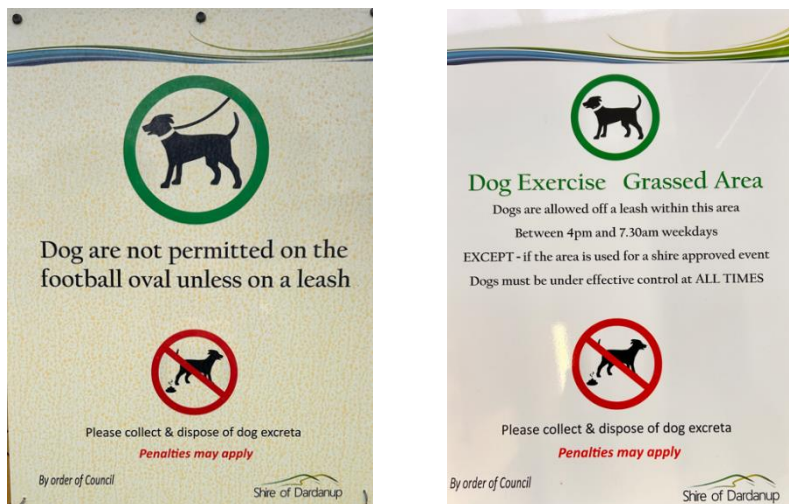 Dog are not permitted on the
football oval unless on a leash
Please collect & dispose of dog excreta
Penalties may apply
By order of Council
Shire of Dardanup
Dog Exercise Grassed Area
Dogs are allowed off a leash within this area
Between 4pm and 7.30am weekdays
EXCEPT - if the area is used for a shire approved event
Dogs must be under effective control at ALL TIMES
Please collect & dispose of dog excreta
Penalties may apply
By order of Council
Shire of Dardanup